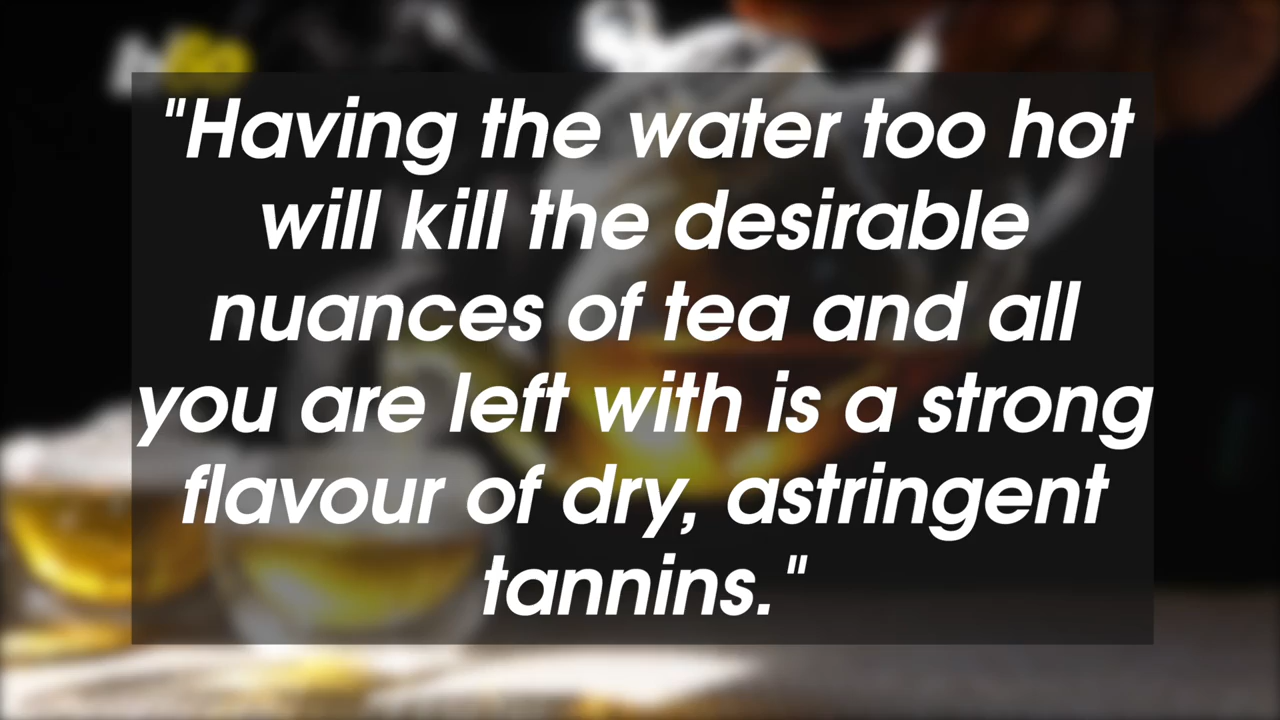 "Having the water too hot
will kill the desirable
nuances of tea and all
you are left with is a strong
flavour of dry, astringent
tannins."